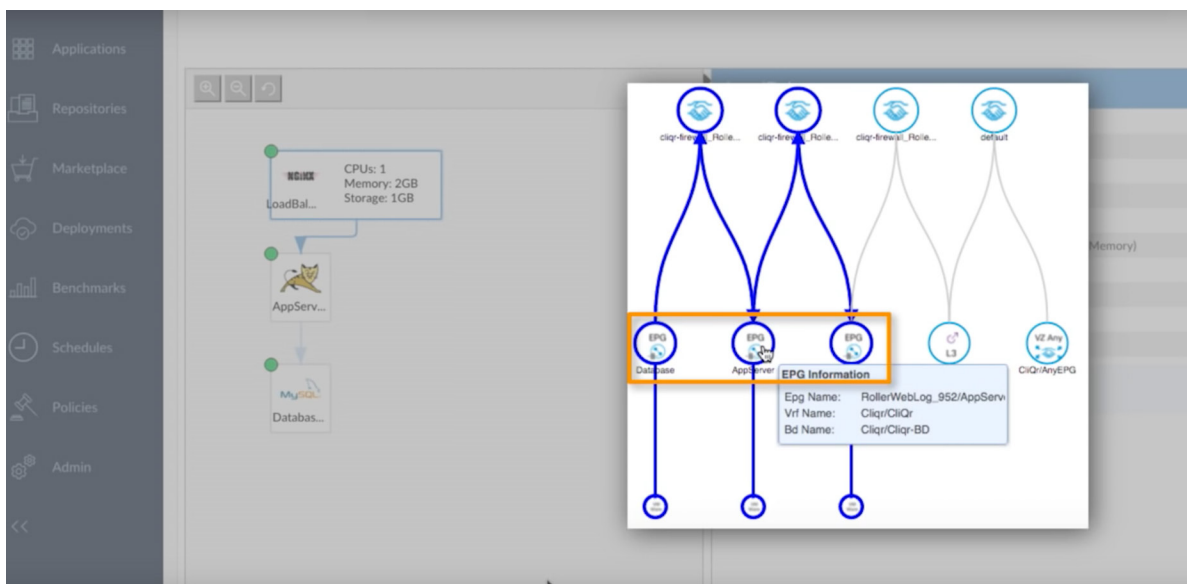 Applications
Repositories
Marketplace
Deployments
Benchmarks
Schedules
Policies
Admin
<<
NGiNX
LoadBal...
CPUs: 1
Memory: 2GB
Storage: 1GB
AppServ...
MySQL
Databas...
cliqr-firewall_Rolle...
cliqr-firewall_Rolle...
cliqr-firewall_Rolle...
default
Memory)
EPG
Database
EPG
AppServer
EPG
L3
VZ Any
CliQr/AnyEPG
EPG Information
Epg Name: RollerWebLog_952/AppServe
Vrf Name: Cliqr/CliQr
Bd Name: Cliqr/Cliqr-BD